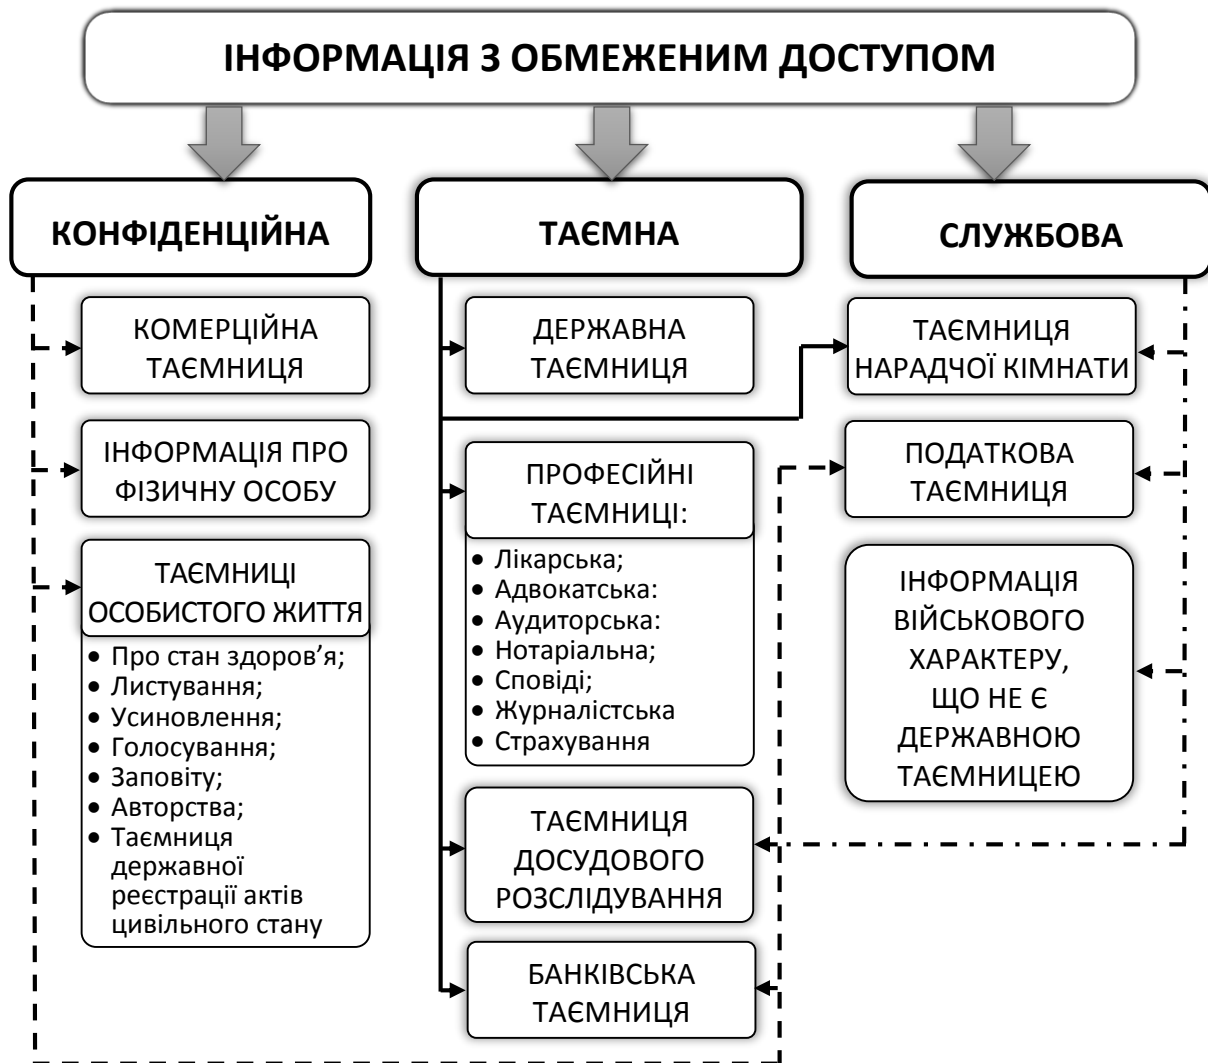 ІНФОРМАЦІЯ З ОБМЕЖЕНИМ ДОСТУПОМ
КОНФІДЕНЦІЙНА
КОМЕРЦІЙНА
ТАЄМНИЦЯ
ІНФОРМАЦІЯ ПРО
ФІЗИЧНУ ОСОБУ
ТАЄМНИЦІ
ОСОБИСТОГО ЖИТТЯ
• Про стан здоров’я;
• Листування;
• Усиновлення;
• Голосування;
• Заповіту;
• Авторства;
• Таємниця
державної
реєстрації актів
цивільного стану
ТАЄМНА
ДЕРЖАВНА
ТАЄМНИЦЯ
ПРОФЕСІЙНІ
ТАЄМНИЦІ:
• Лікарська;
• Адвокатська:
• Аудиторська:
• Нотаріальна;
• Сповіді;
• Журналістська
• Страхування
ТАЄМНИЦЯ
ДОСУДОВОГО
РОЗСЛІДУВАННЯ
БАНКІВСЬКА
ТАЄМНИЦЯ
СЛУЖБОВА
ТАЄМНИЦЯ
НАРАДЧОЇ КІМНАТИ
ПОДАТКОВА
ТАЄМНИЦЯ
ІНФОРМАЦІЯ
ВІЙСЬКОВОГО
ХАРАКТЕРУ,
ЩО НЕ Є
ДЕРЖАВНОЮ
ТАЄМНИЦЕЮ